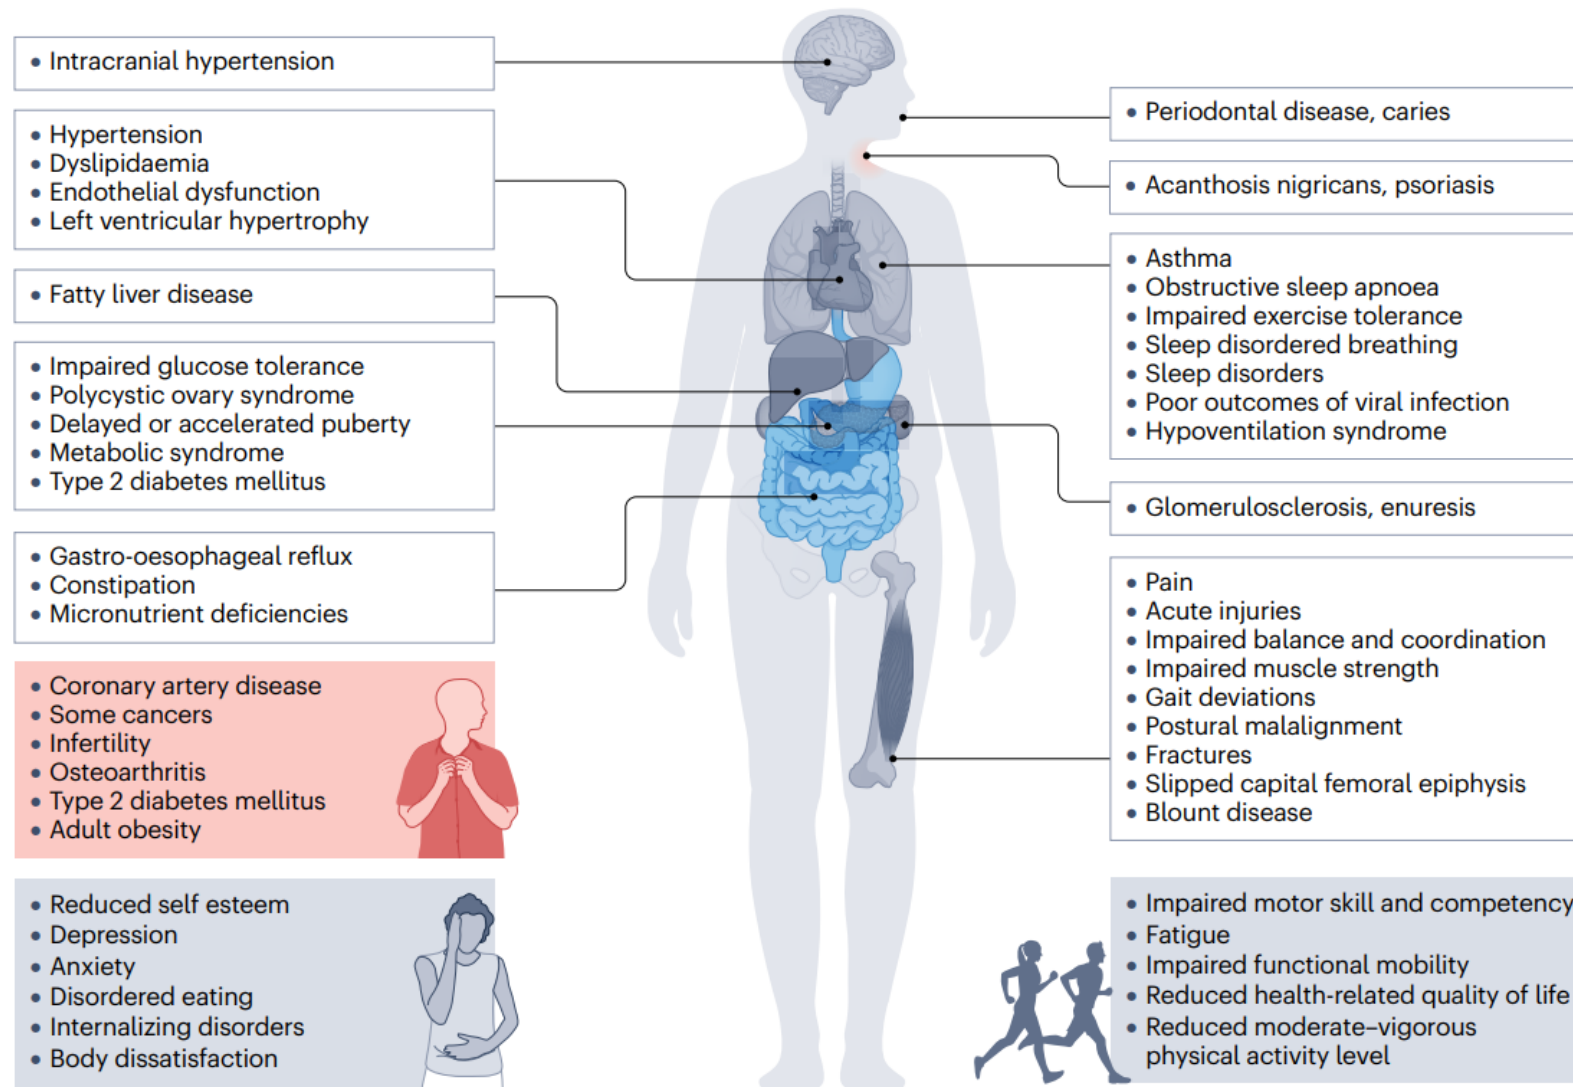 • Intracranial hypertension
• Hypertension
• Dyslipidaemia
• Endothelial dysfunction
• Left ventricular hypertrophy
• Fatty liver disease
• Impaired glucose tolerance
• Polycystic ovary syndrome
• Delayed or accelerated puberty
• Metabolic syndrome
• Type 2 diabetes mellitus
• Gastro-oesophageal reflux
• Constipation
• Micronutrient deficiencies
• Coronary artery disease
• Some cancers
• Infertility
• Osteoarthritis
• Type 2 diabetes mellitus
• Adult obesity
• Reduced self esteem
• Depression
• Anxiety
• Disordered eating
• Internalizing disorders
• Body dissatisfaction
• Periodontal disease, caries
• Acanthosis nigricans, psoriasis
• Asthma
• Obstructive sleep apnoea
• Impaired exercise tolerance
• Sleep disordered breathing
• Sleep disorders
• Poor outcomes of viral infection
• Hypoventilation syndrome
• Glomerulosclerosis, enuresis
• Pain
• Acute injuries
• Impaired balance and coordination
• Impaired muscle strength
• Gait deviations
• Postural malalignment
• Fractures
• Slipped capital femoral epiphysis
• Blount disease
• Impaired motor skill and competency
• Fatigue
• Impaired functional mobility
• Reduced health-related quality of life
• Reduced moderate–vigorous
physical activity level